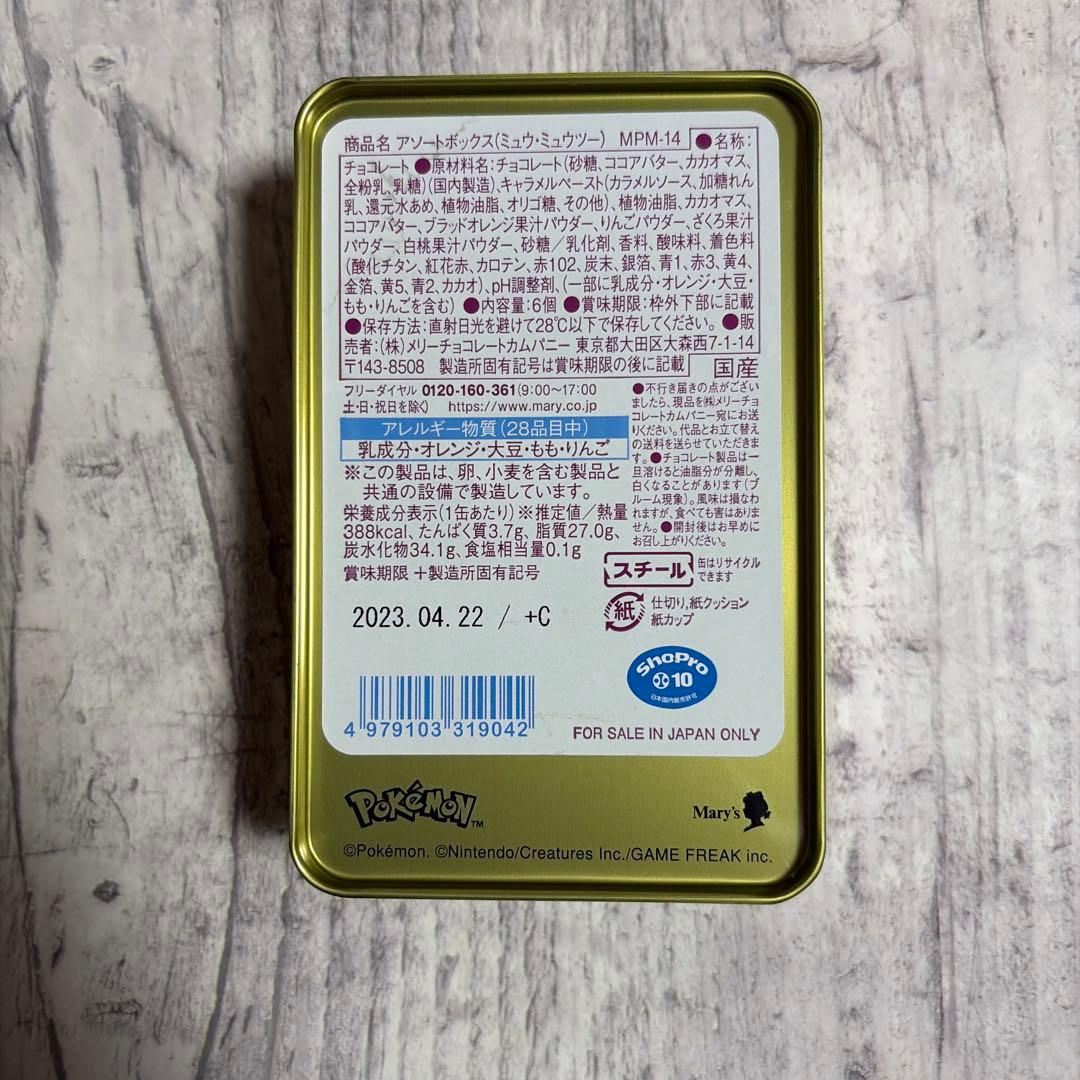 商品名 アソートボックス(ミュウ・ミュウツー) MPM-14 ●名称:
チョコレート ●原材料名:チョコレート(砂糖、ココアバター、カカオマス、
全粉乳、乳糖)(国内製造)、キャラメルペースト(カラメルソース、加糖れん
乳、還元水あめ、植物油脂、オリゴ糖、その他)、植物油脂、カカオマス、
ココアバター、ブラッドオレンジ果汁パウダー、りんごパウダー、ざくろ果汁
パウダー、白桃果汁パウダー、砂糖/乳化剤、香料、酸味料、着色料
(酸化チタン、紅花赤、カロテン、赤102、炭末、銀箔、青1、赤3、黄4、
金箔、黄5、青2、カカオ)、pH調整剤、(一部に乳成分・オレンジ・大豆・
もも・りんごを含む) ●内容量:6個 ●賞味期限:枠外下部に記載
●保存方法:直射日光を避けて28℃以下で保存してください。 ●販
売者:(株)メリーチョコレートカムパニー 東京都大田区大森西7-1-14
〒143-8508 製造所固有記号は賞味期限の後に記載
国産
フリーダイヤル 0120-160-361(9:00〜17:00
土・日・祝日を除く) https://www.mary.co.jp
アレルギー物質(28品目中)
乳成分・オレンジ・大豆・もも・りんご
※この製品は、卵、小麦を含む製品と
共通の設備で製造しています。
栄養成分表示(1缶あたり)※推定値/熱量
388kcal、たんぱく質3.7g、脂質27.0g、
炭水化物34.1g、食塩相当量0.1g
賞味期限+製造所固有記号
2023.04.22 / +C
●不行き届きの点がござい
ましたら、現品を㈱メリーチョ
コレートカムパニー宛にお送
りください。代品とお立て替え
の送料を送らせていただきま
す。●チョコレート製品は一
旦溶けると油脂分が分離し、
白くなることがあります(ブ
ルーム現象)。風味は損なわ
れますが、食べても害はありま
せん。●開封後はお早めに
お召し上がりください。
スチール
缶はリサイクル
できます
紙
仕切り,紙クッション
紙カップ
ShoPro
10
日本国内販売許可
4 979103 319042
FOR SALE IN JAPAN ONLY
POKéMON™
Mary's
©Pokémon. ©Nintendo/Creatures Inc./GAME FREAK inc.